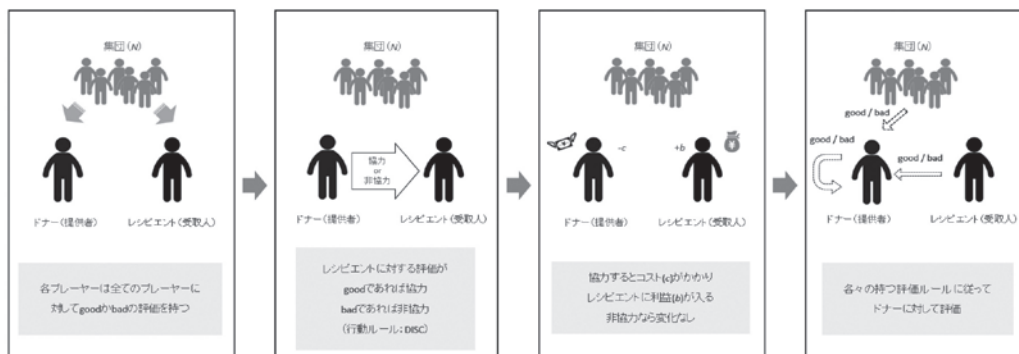 集団(N)
ドナー(提供者)
レシピエント(受取人)
各プレーヤーは全てのプレーヤーに
対してgoodかbadの評価を持つ
集団(N)
協力
or
非協力
ドナー(提供者)
レシピエント(受取人)
レシピエントに対する評価が
goodであれば協力
badであれば非協力
(行動ルール:DISC)
集団(N)
-c
+b
¥
ドナー(提供者)
レシピエント(受取人)
協力するとコスト(c)がかかり
レシピエントに利益(b)が入る
非協力なら変化なし
集団(N)
good / bad
good / bad
good / bad
ドナー(提供者)
レシピエント(受取人)
各々の持つ評価ルールに従って
ドナーに対して評価